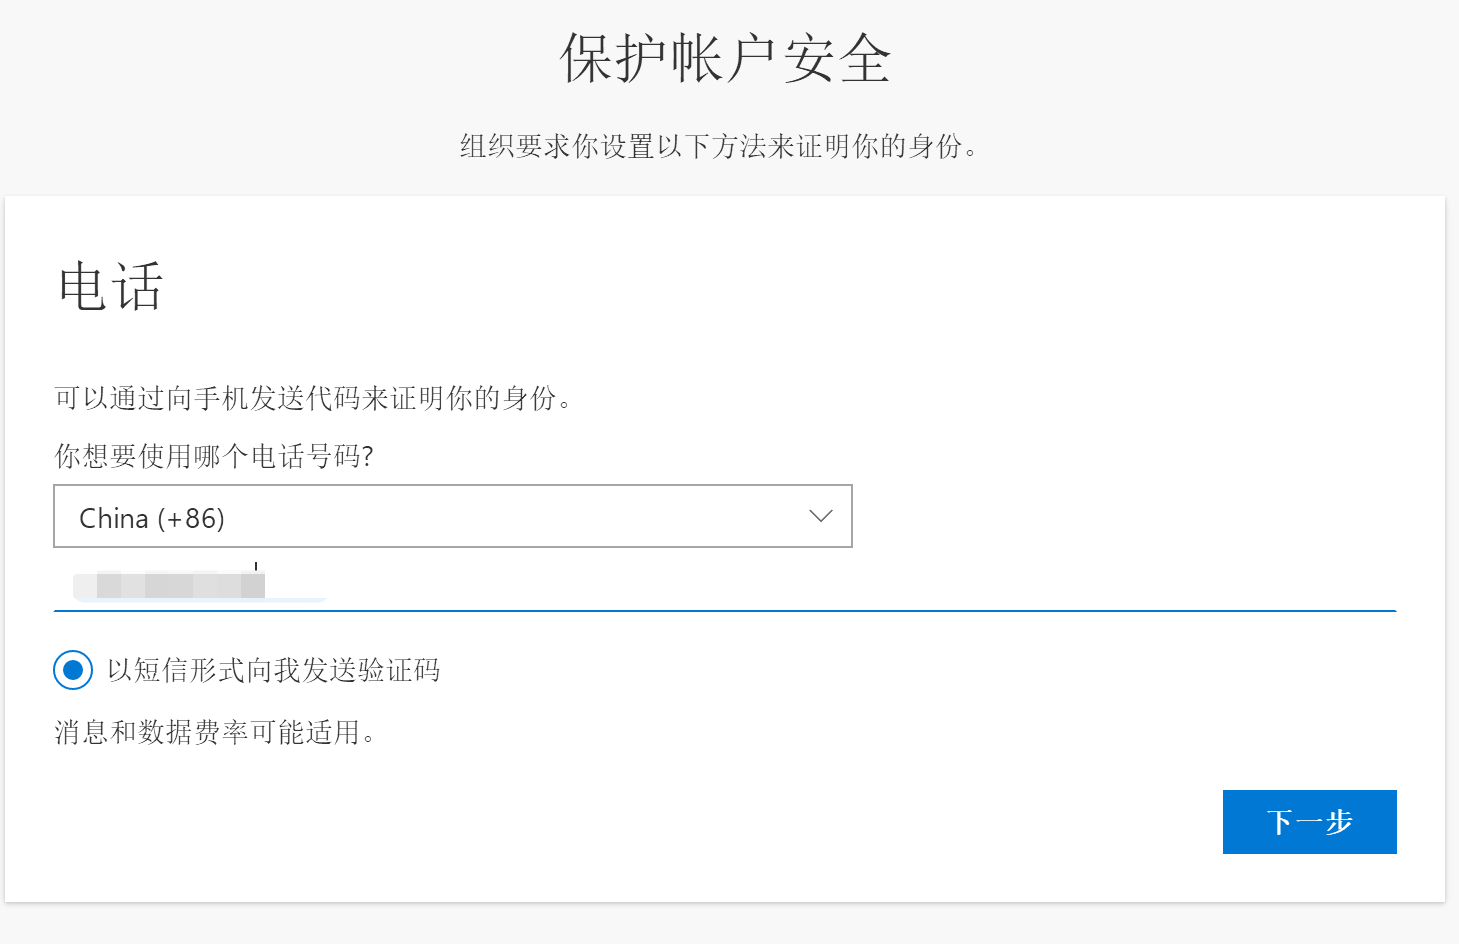 保护帐户安全
组织要求你设置以下方法来证明你的身份。
电话
可以通过向手机发送代码来证明你的身份。
你想要使用哪个电话号码?
China (+86)
以短信形式向我发送验证码
消息和数据费率可能适用。
下一步